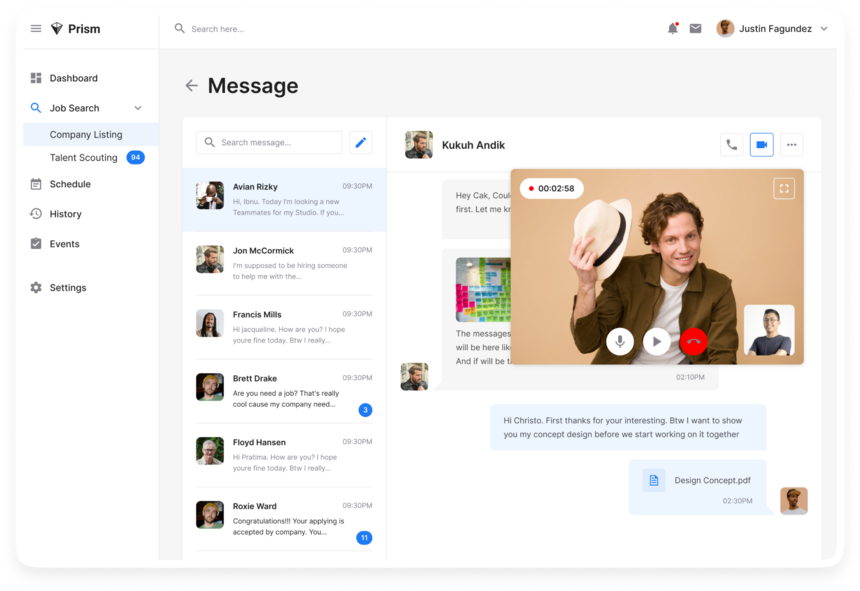 Prism
Search here...
Justin Fagundez
Dashboard
Job Search
Company Listing
Talent Scouting 94
Schedule
History
Events
Settings
Message
Search message...
Avian Rizky 09:30PM
Hi, Ibnu. Today I'm looking a new
Teammates for my Studio. If you...
Jon McCormick 09:30PM
I'm supposed to be hiring someone
to help me with the...
Francis Mills 09:30PM
Hi jacqueline. How are you? I hope
youre fine today. Btw I really...
Brett Drake 09:30PM
Are you need a job? That's really
cool cause my company need...
3
Floyd Hansen 09:30PM
Hi Pratima. How are you? I hope
youre fine today. Btw I really...
Roxie Ward 09:30PM
Congratulations!!! Your applying is
accepted by company. You...
11
Kukuh Andik
Hey Cak, Coul
first. Let me k
00:02:58
The messages
will be here lik
And if will be t
02:10PM
Hi Christo. First thanks for your interesting. Btw I want to show
you my concept design before we start working on it together
Design Concept.pdf
02:30PM